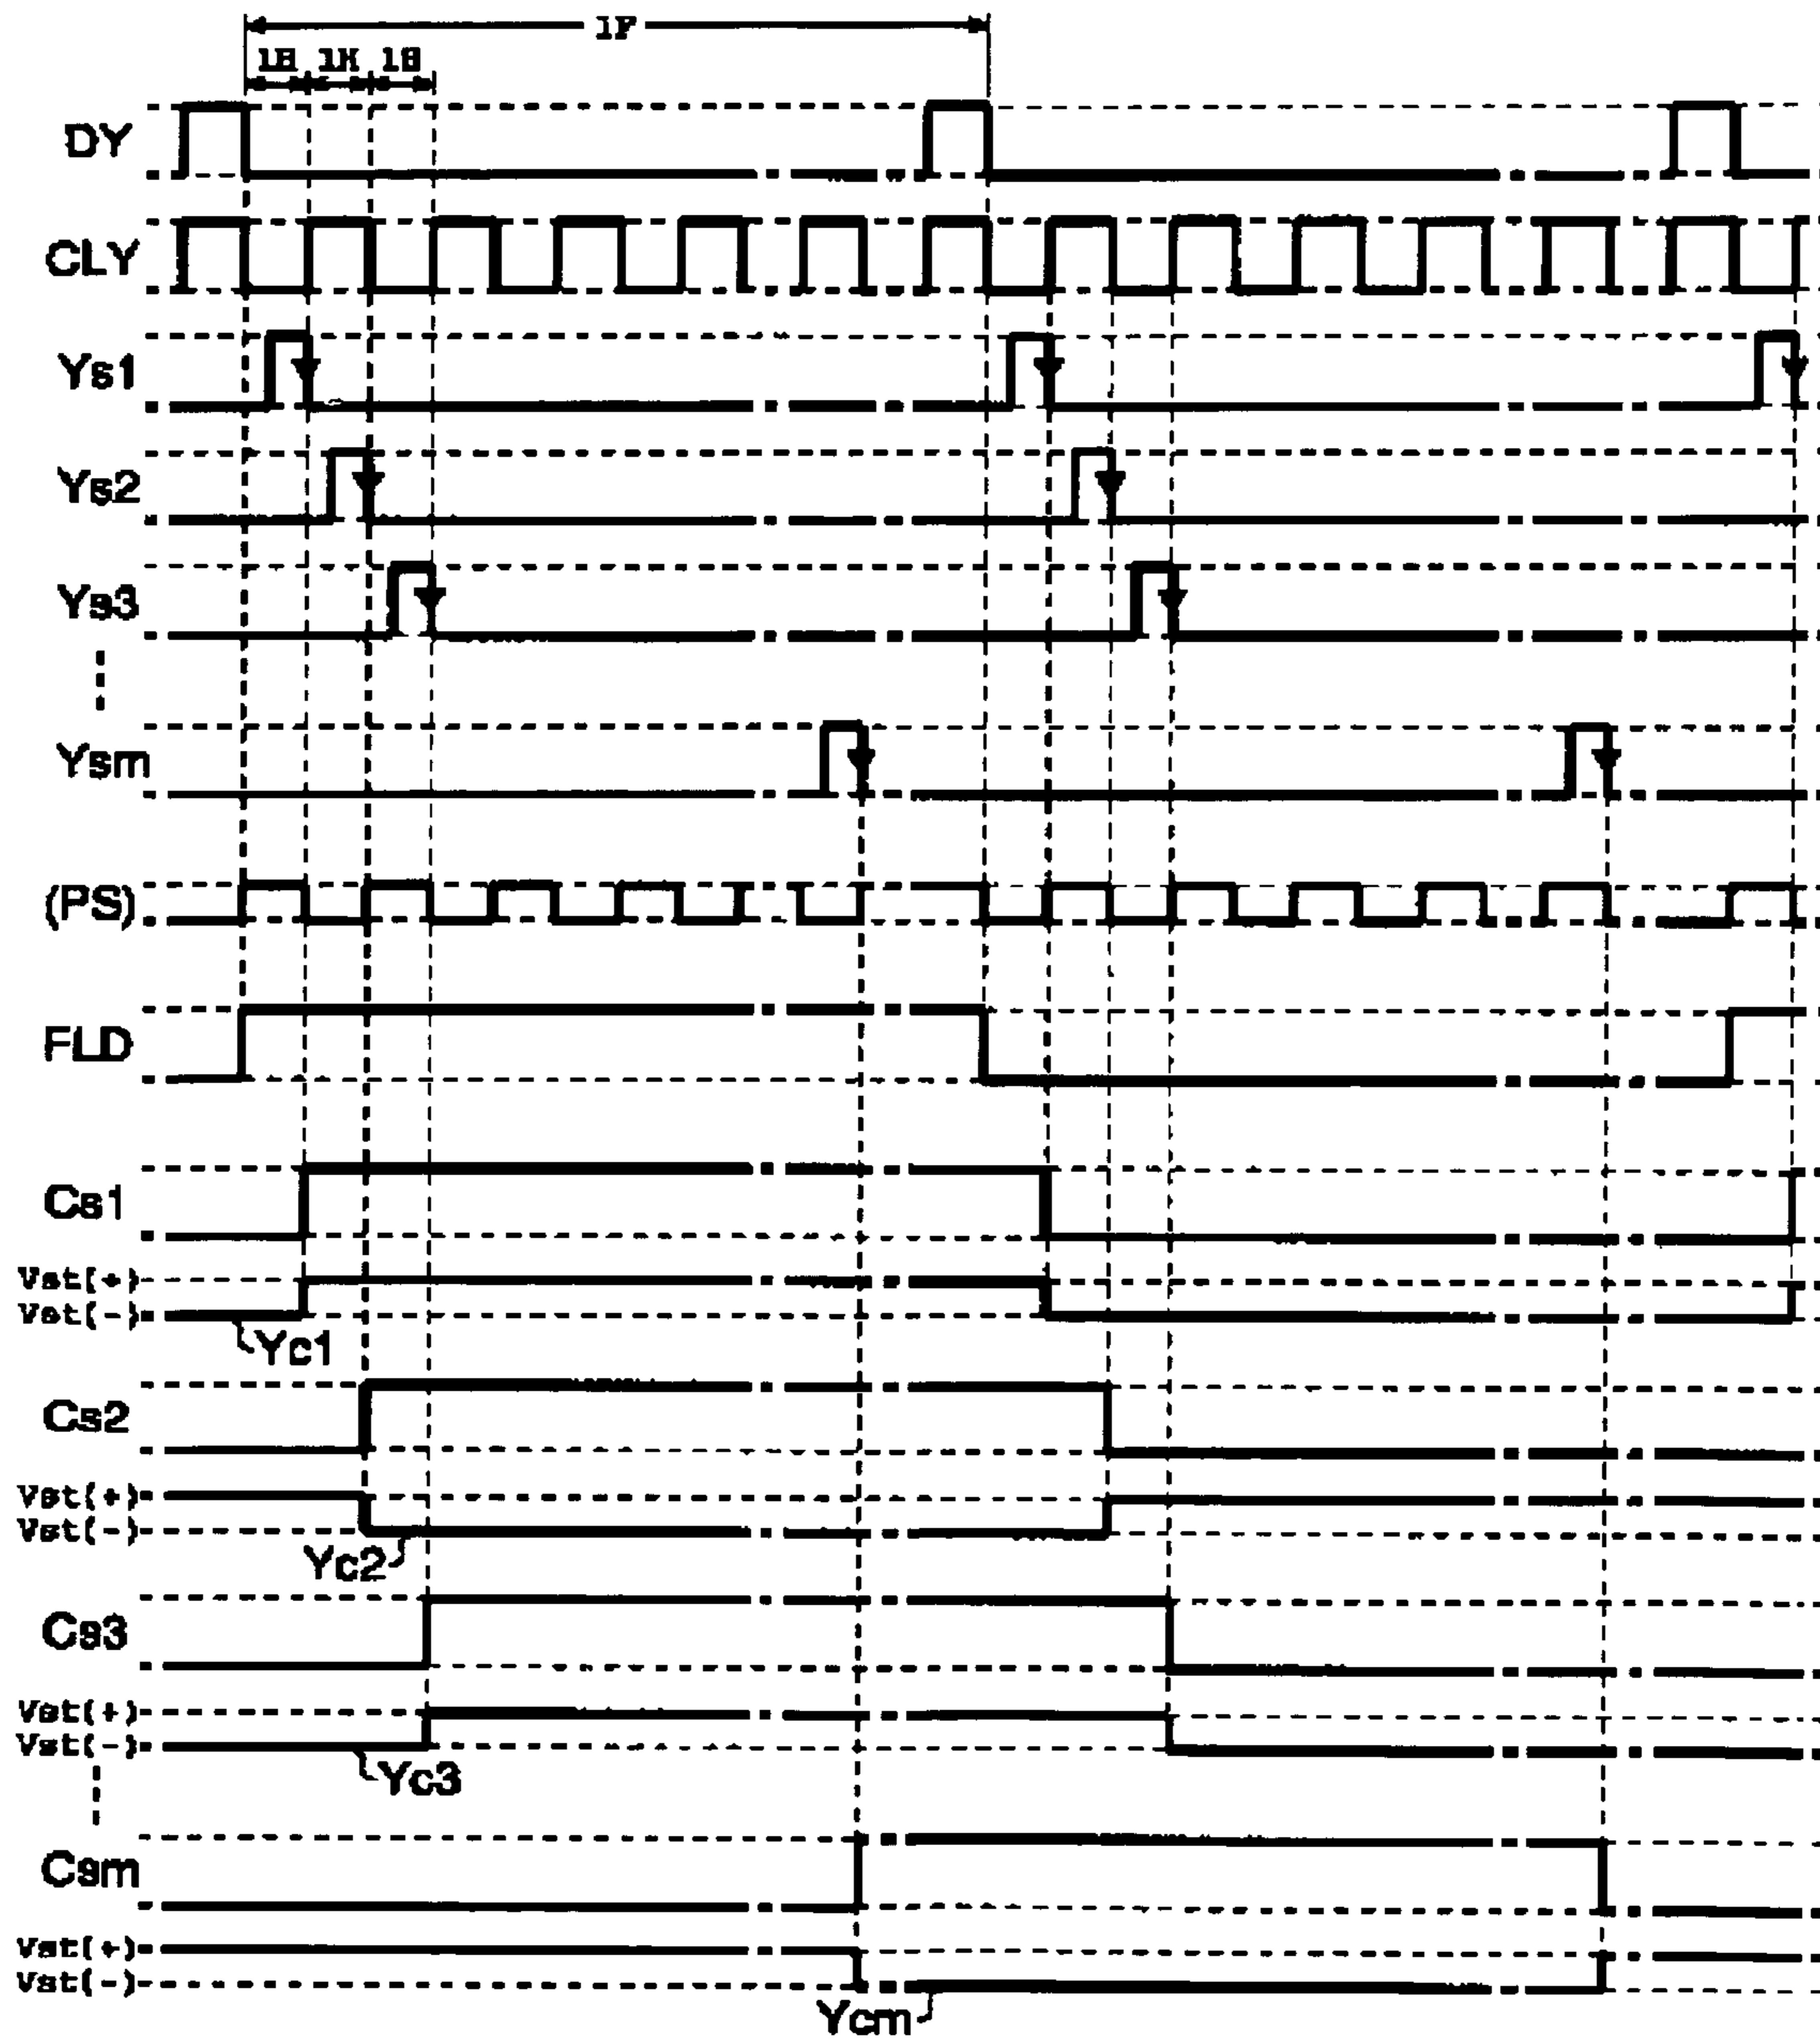 1F
1H 1H 1H
DY
CLY
Ys1
Ys2
Ys3
Ysm
(PS)
FLD
Cs1
Vst(+)
Vst(-)
Yc1
Cs2
Vst(+)
Vst(-)
Yc2
Cs3
Vst(+)
Vst(-)
Yc3
Csm
Vst(+)
Vst(-)
Ycm